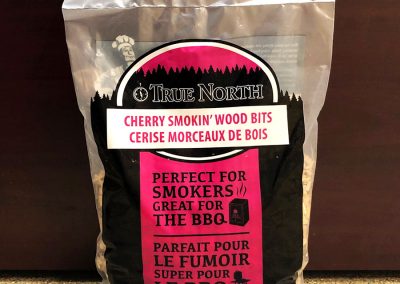 TRUE NORTH
CHERRY SMOKIN' WOOD BITS
CERISE MORCEAUX DE BOIS
PERFECT FOR
SMOKERS
GREAT FOR
THE BBQ
PARFAIT POUR
LE FUMOIR
SUPER POUR